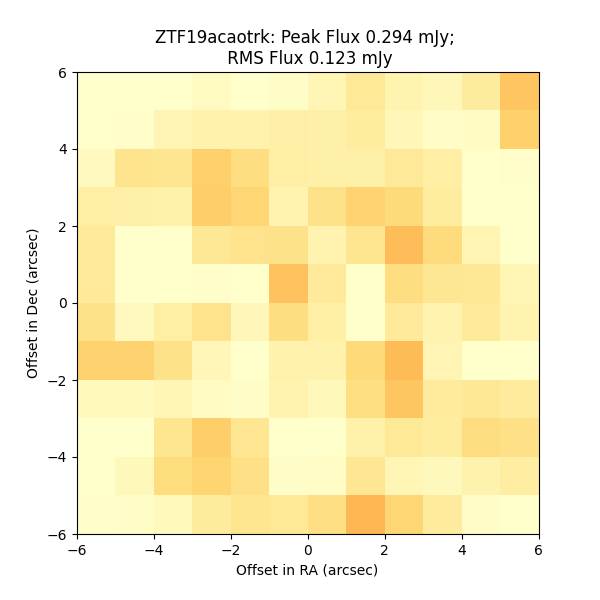 ZTF19acaotrk: Peak Flux 0.294 mJy;
RMS Flux 0.123 mJy
6
4
2
0
−2
−4
−6
Offset in Dec (arcsec)
−6 −4 −2 0 2 4 6
Offset in RA (arcsec)